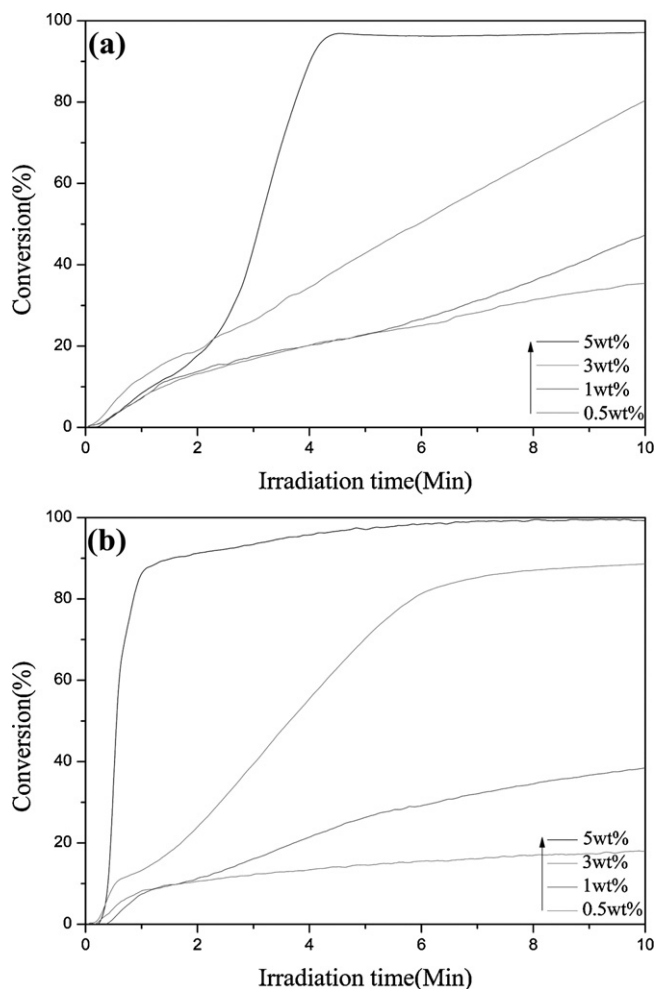 (a)
100
80
60
40
20
0
Conversion(%)
5wt%
3wt%
1wt%
0.5wt%
0 2 4 6 8 10
Irradiation time(Min)
(b)
100
80
60
40
20
0
Conversion(%)
5wt%
3wt%
1wt%
0.5wt%
0 2 4 6 8 10
Irradiation time(Min)